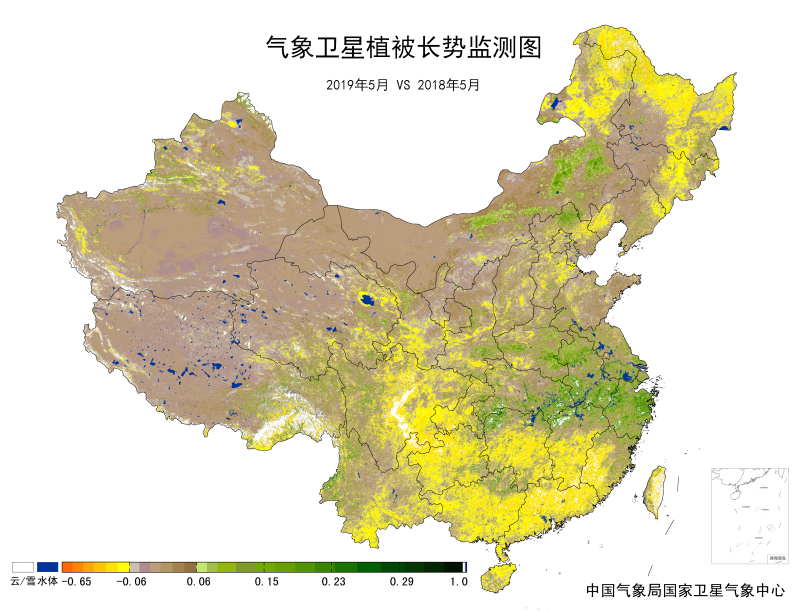 气象卫星植被长势监测图
2019年5月 VS 2018年5月
云/雪 水体 -0.65 -0.06 0.06 0.15 0.23 0.29 1.0
中国气象局国家卫星气象中心